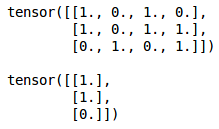 tensor([[1., 0., 1., 0.],
        [1., 0., 1., 1.],
        [0., 1., 0., 1.]])

tensor([[1.],
        [1.],
        [0.]])